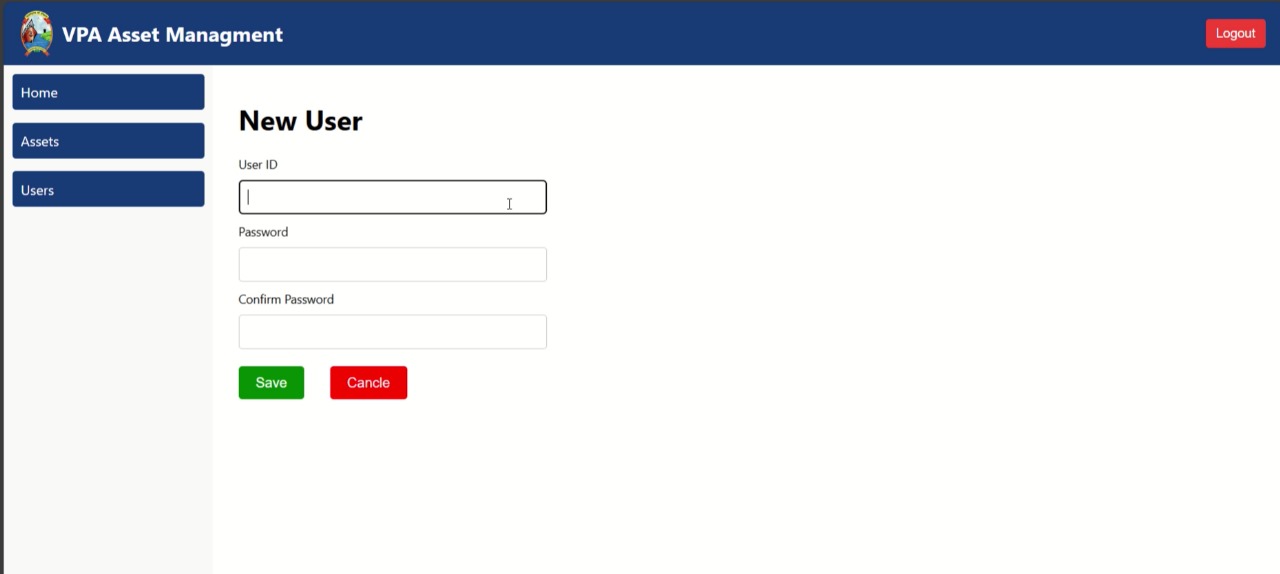 VPA Asset Managment
Logout
Home
Assets
Users
New User
User ID
Password
Confirm Password
Save
Cancle